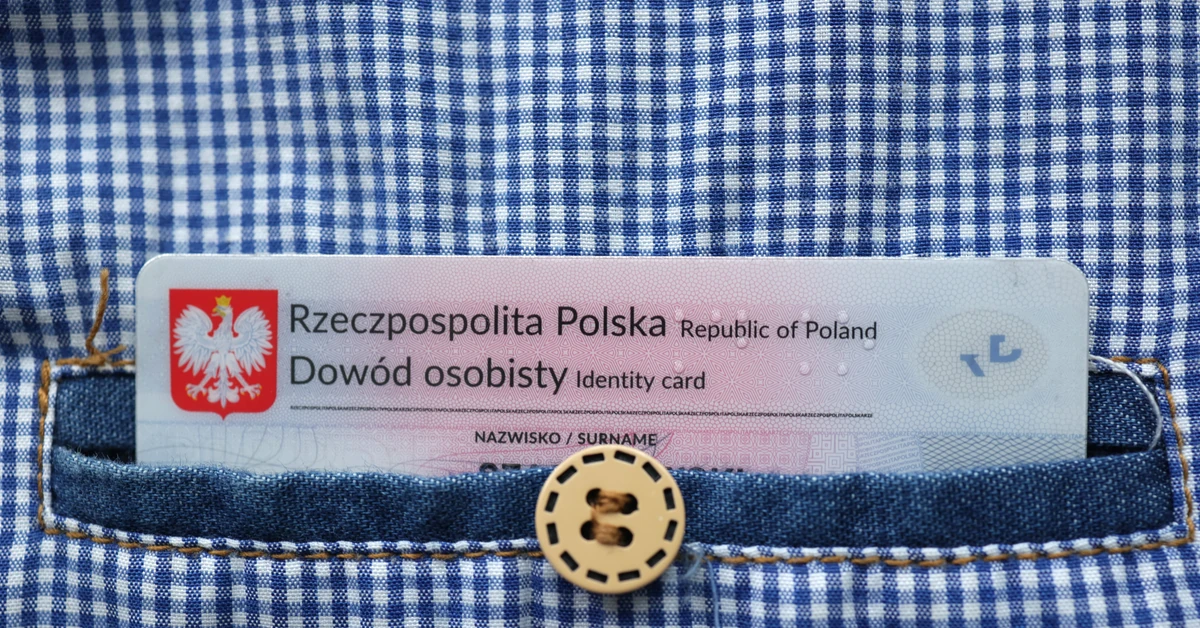 Rzeczpospolita Polska Republic of Poland
Dowód osobisty Identity card
NAZWISKO / SURNAME